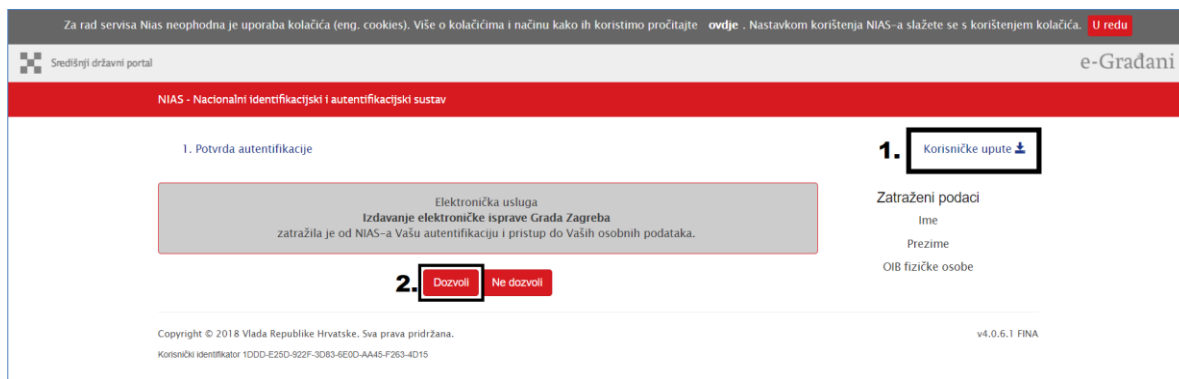 Za rad servisa Nias neophodna je uporaba kolačića (eng. cookies). Više o kolačićima i načinu kako ih koristimo pročitajte ovdje . Nastavkom korištenja NIAS-a slažete se s korištenjem kolačića. U redu
Središnji državni portal
e-Građani
NIAS - Nacionalni identifikacijski i autentifikacijski sustav
1. Potvrda autentifikacije
1. Korisničke upute
Elektronička usluga
Izdavanje elektroničke isprave Grada Zagreba
zatražila je od NIAS-a Vašu autentifikaciju i pristup do Vaših osobnih podataka.
Zatraženi podaci
Ime
Prezime
OIB fizičke osobe
2. Dozvoli Ne dozvoli
Copyright © 2018 Vlada Republike Hrvatske. Sva prava pridržana.
v4.0.6.1 FINA
Korisnički identifikator 1DDD-E25D-922F-3D83-6E0D-AA45-F263-4D15